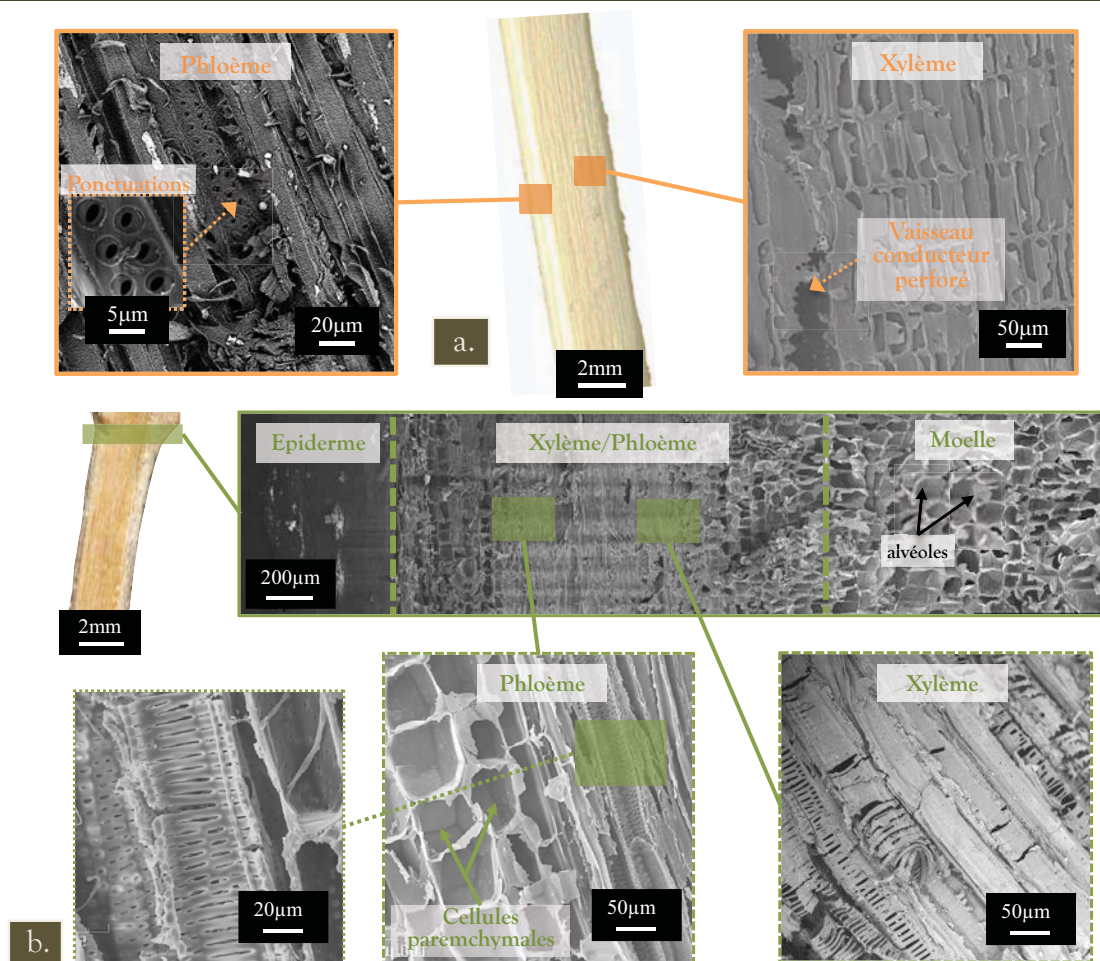 Phloème
Ponctuations
5µm
20µm
a.
2mm
Xylème
Vaisseau
conducteur
perforé
50µm
Epiderme
Xylème/Phloème
Moelle
alvéoles
200µm
2mm
Phloème
Xylème
20µm
Cellules
paremchymales
50µm
50µm
b.